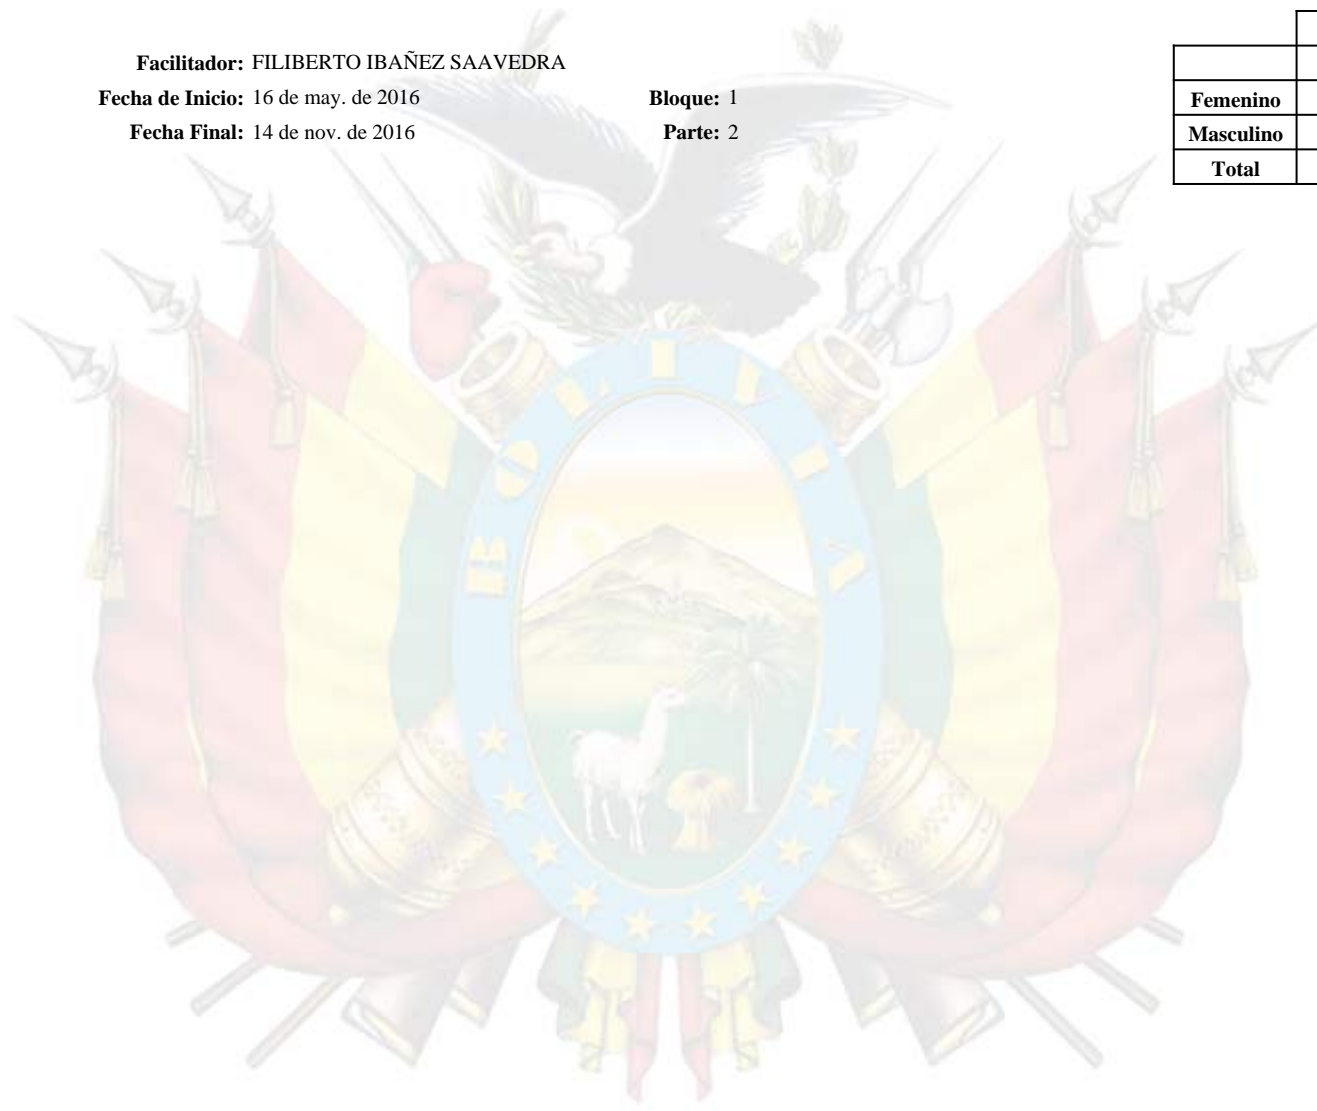 Facilitador: FILIBERTO IBAÑEZ SAAVEDRA
Fecha de Inicio: 16 de may. de 2016 Bloque: 1
Fecha Final: 14 de nov. de 2016 Parte: 2
Femenino
Masculino
Total
BOLIVIA